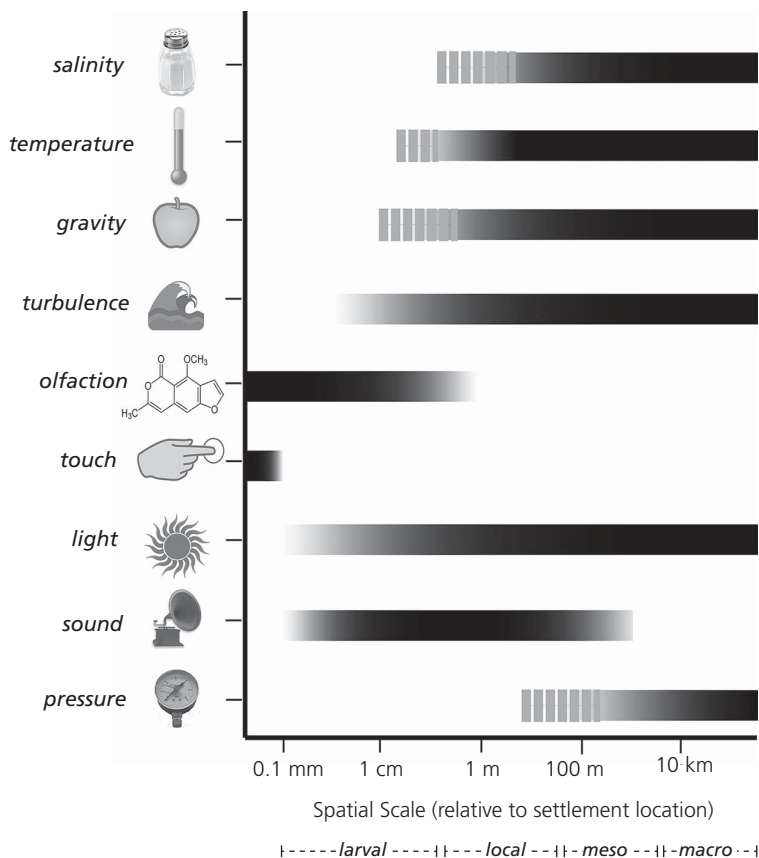 salinity
temperature
gravity
turbulence
olfaction
O
OCH₃
O
H₃C
O
touch
light
sound
pressure
0.1 mm 1 cm 1 m 100 m 10 km
Spatial Scale (relative to settlement location)
larval local meso macro